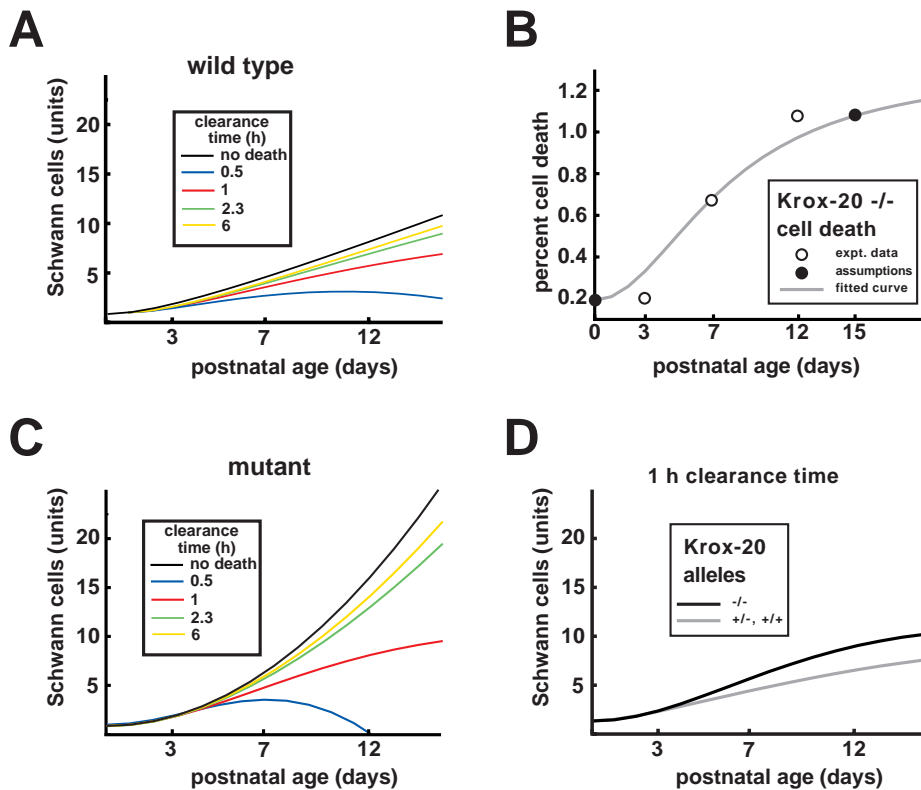 A
wild type
Schwann cells (units)
20
15
10
5
clearance
time (h)
no death
0.5
1
2.3
6
3
7
12
postnatal age (days)
B
percent cell death
1.2
1.0
0.8
0.6
0.4
0.2
Krox-20 -/-
cell death
expt. data
assumptions
fitted curve
0
3
7
12
15
postnatal age (days)
C
mutant
Schwann cells (units)
20
15
10
5
clearance
time (h)
no death
0.5
1
2.3
6
3
7
12
postnatal age (days)
D
1 h clearance time
Schwann cells (units)
20
15
10
5
Krox-20
alleles
-/-
+/-, +/+
3
7
12
postnatal age (days)